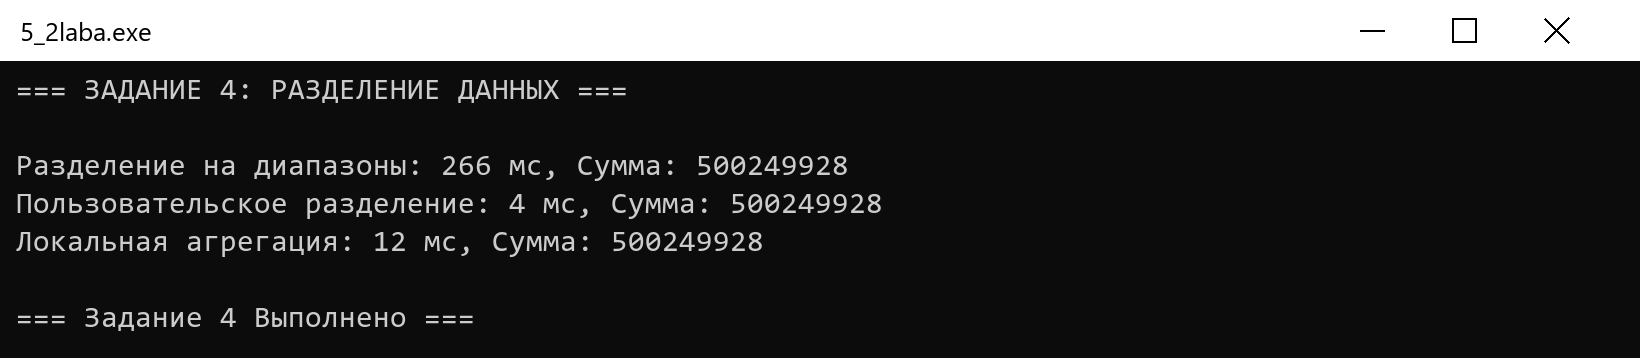 5_2laba.exe
=== ЗАДАНИЕ 4: РАЗДЕЛЕНИЕ ДАННЫХ ===
Разделение на диапазоны: 266 мс, Сумма: 500249928
Пользовательское разделение: 4 мс, Сумма: 500249928
Локальная агрегация: 12 мс, Сумма: 500249928
=== Задание 4 Выполнено ===